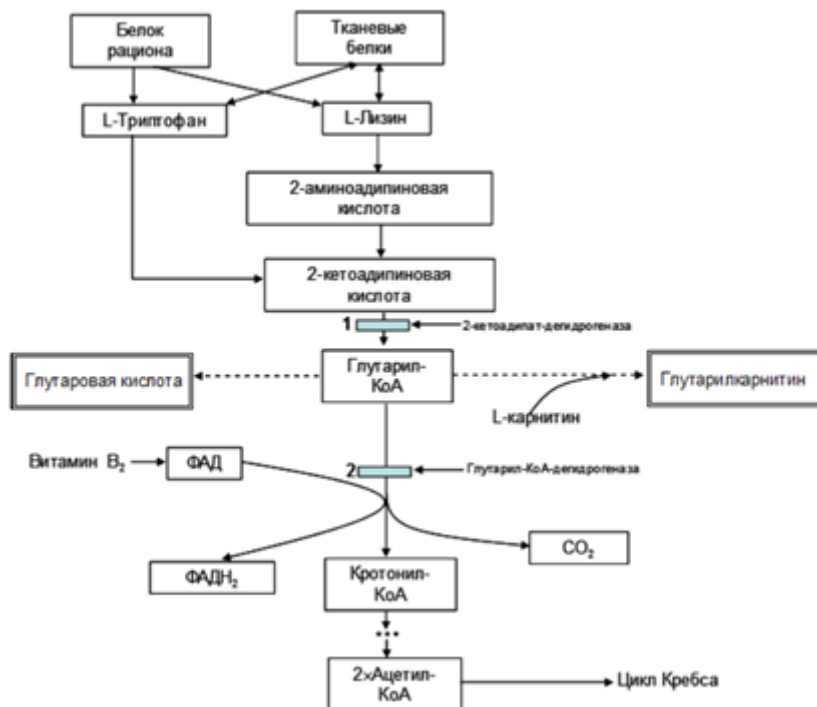 Белок
рациона
Тканевые
белки
L-Триптофан
L-Лизин
2-аминоадипиновая
кислота
2-кетоадипиновая
кислота
1
2-кетоадипат-дегидрогеназа
Глутаровая кислота
Глутарил-
КоА
Глутарилкарнитин
L-карнитин
Витамин B₂
ФАД
2
Глутарил-КоА-дегидрогеназа
ФАДН₂
CO₂
Кротонил-
КоА
...
2×Ацетил-
КоА
Цикл Кребса